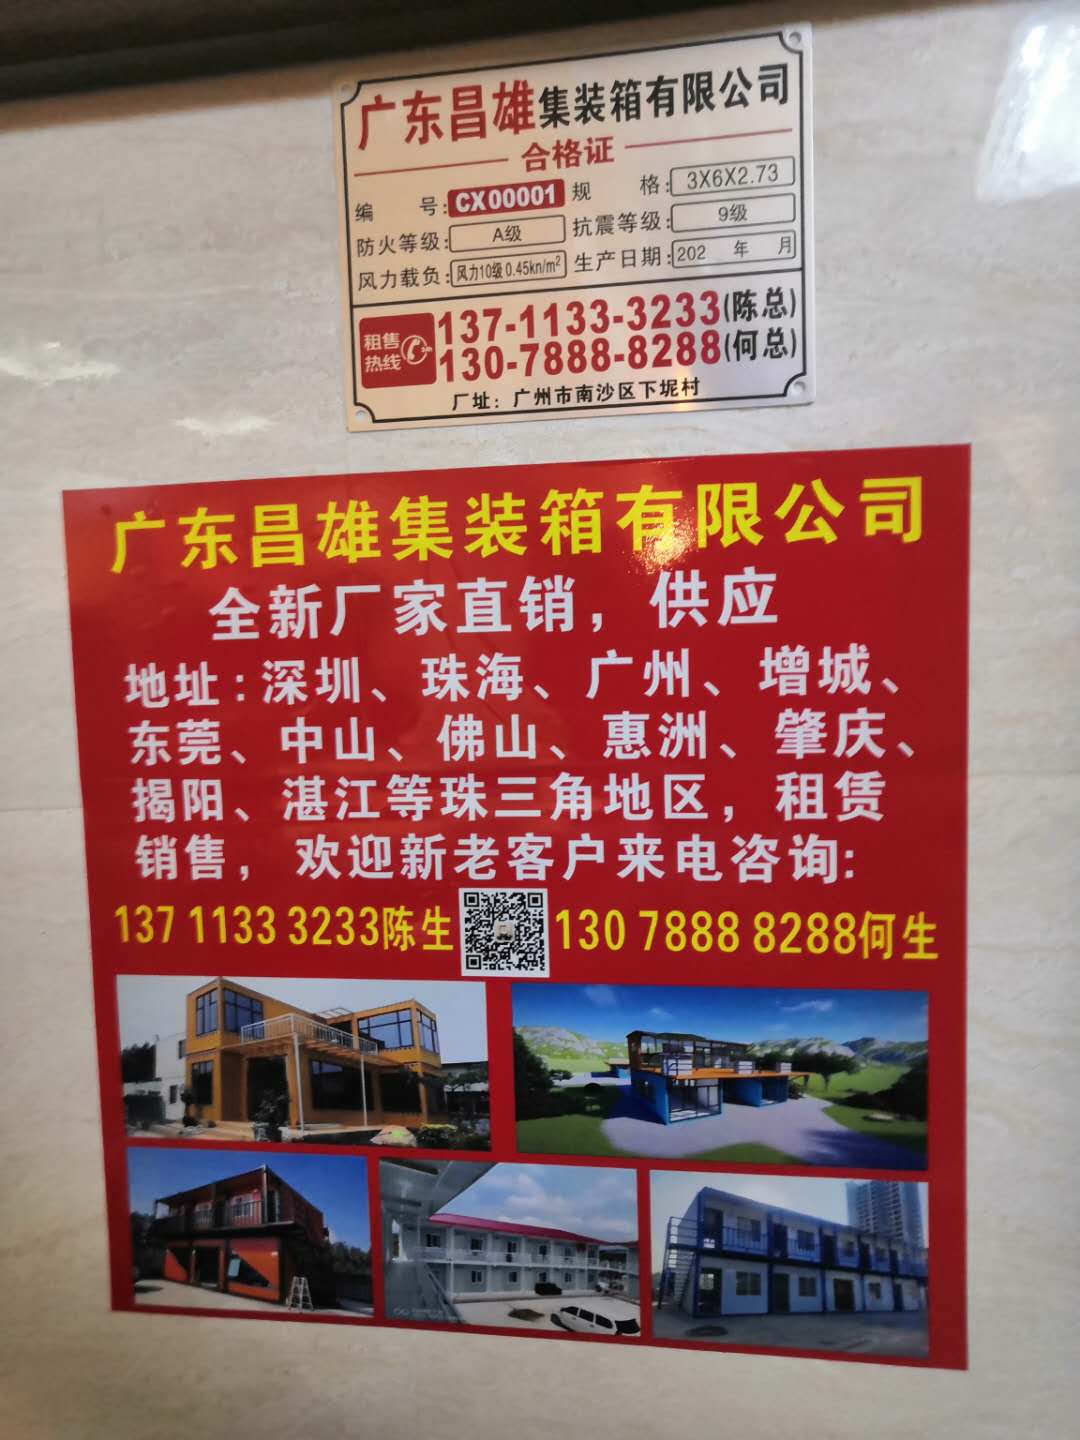 广东昌雄集装箱有限公司
合格证
编 号: CX00001 规 格: 3X6X2.73
防火等级: A级 抗震等级: 9级
风力载负: 风力10级 0.45kn/m² 生产日期: 202 年 月
租售热线 24h
137-1133-3233(陈总)
130-7888-8288(何总)
厂址：广州市南沙区下坭村
广东昌雄集装箱有限公司
全新厂家直销，供应
地址:深圳、珠海、广州、增城、
东莞、中山、佛山、惠洲、肇庆、
揭阳、湛江等珠三角地区，租赁
销售，欢迎新老客户来电咨询:
137 1133 3233陈生 130 7888 8288何生